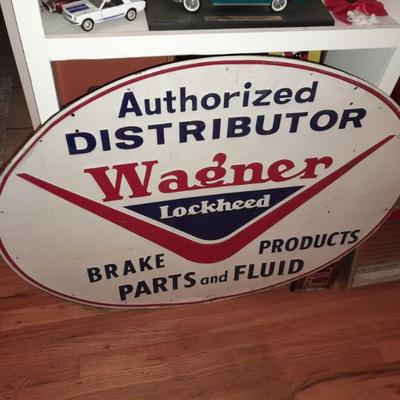 Authorized
DISTRIBUTOR
Wagner
Lockheed
BRAKE PRODUCTS
PARTS and FLUID